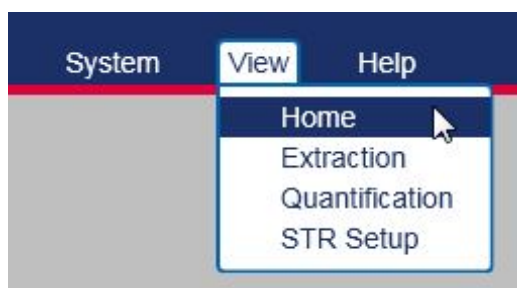 System View Help
Home
Extraction
Quantification
STR Setup